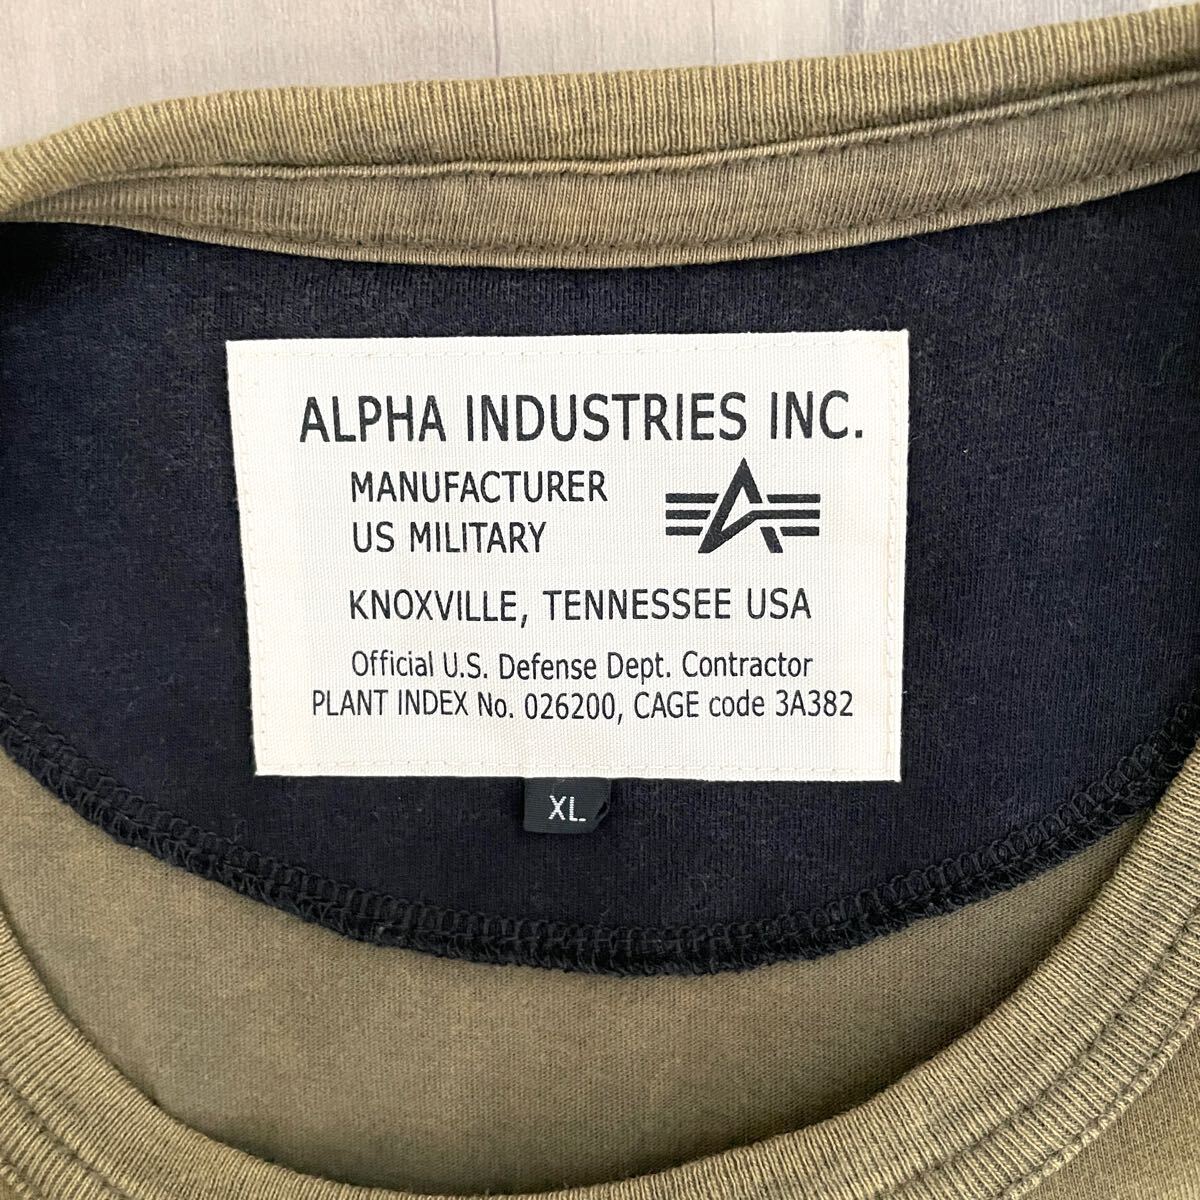 ALPHA INDUSTRIES INC.
MANUFACTURER
US MILITARY
KNOXVILLE, TENNESSEE USA
Official U.S. Defense Dept. Contractor
PLANT INDEX No. 026200, CAGE code 3A382
XL